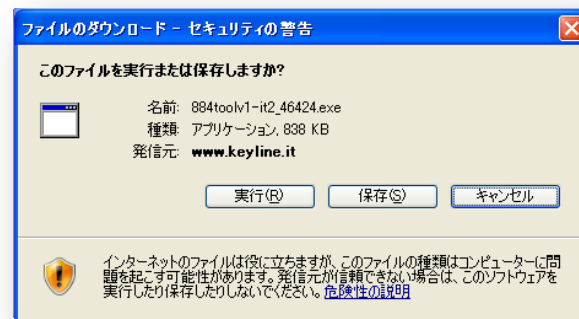 ファイルのダウンロード - セキュリティの警告
このファイルを実行または保存しますか?
名前: 884toolv1-it2_46424.exe
種類: アプリケーション, 838 KB
発信元: www.keyline.it
実行(R)
保存(S)
キャンセル
インターネットのファイルは役に立ちますが、このファイルの種類はコンピューターに問
題を起こす可能性があります。発信元が信頼できない場合は、このソフトウェアを
実行したり保存したりしないでください。危険性の説明